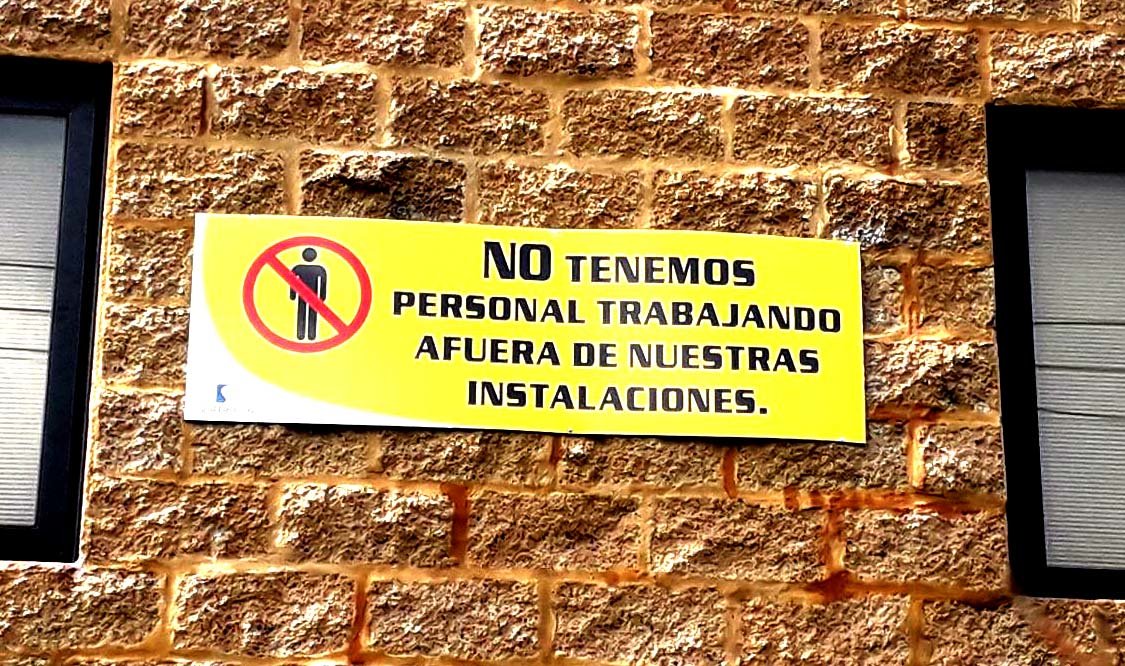 NO TENEMOS
PERSONAL TRABAJANDO
AFUERA DE NUESTRAS
INSTALACIONES.